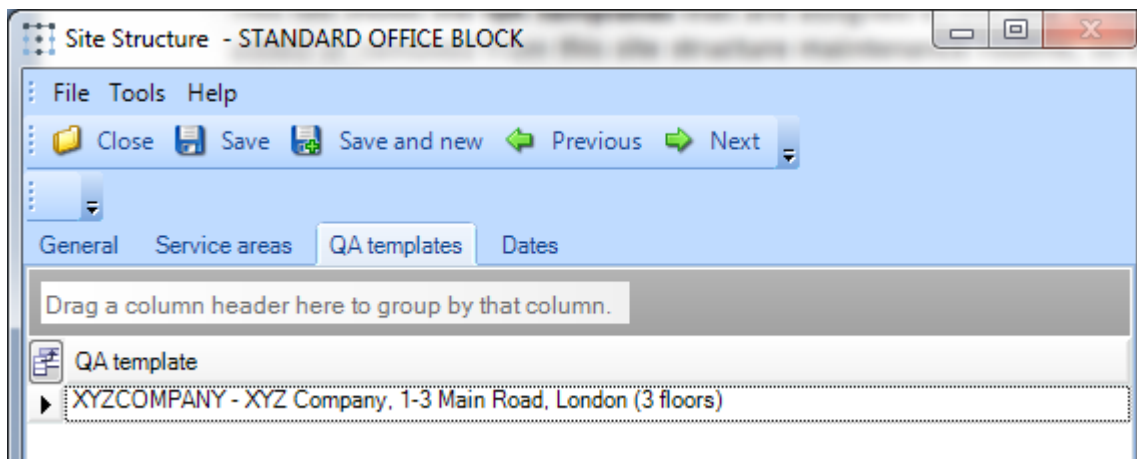 Site Structure - STANDARD OFFICE BLOCK
File Tools Help
Close Save Save and new Previous Next
General Service areas QA templates Dates
Drag a column header here to group by that column.
QA template
XYZCOMPANY - XYZ Company, 1-3 Main Road, London (3 floors)